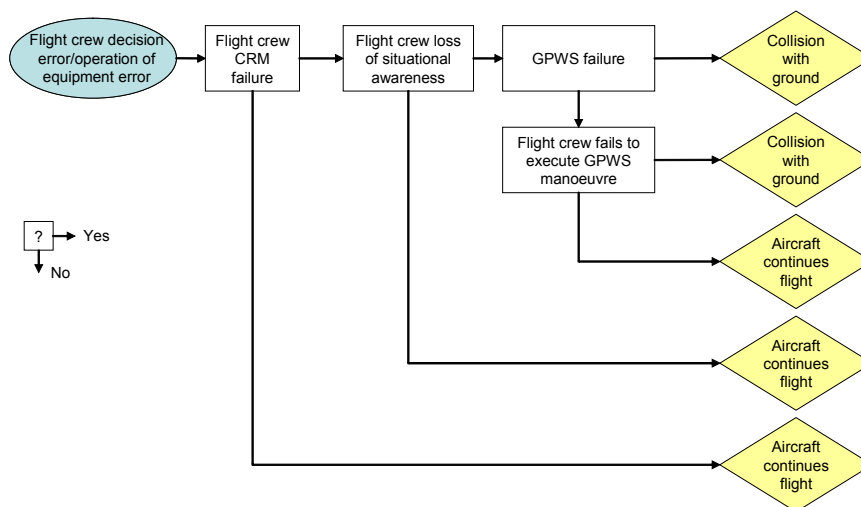 Flight crew decision
error/operation of
equipment error
Flight crew
CRM
failure
Flight crew loss
of situational
awareness
GPWS failure
Collision
with
ground
Flight crew fails to
execute GPWS
manoeuvre
Collision
with
ground
?
Yes
No
Aircraft
continues
flight
Aircraft
continues
flight
Aircraft
continues
flight